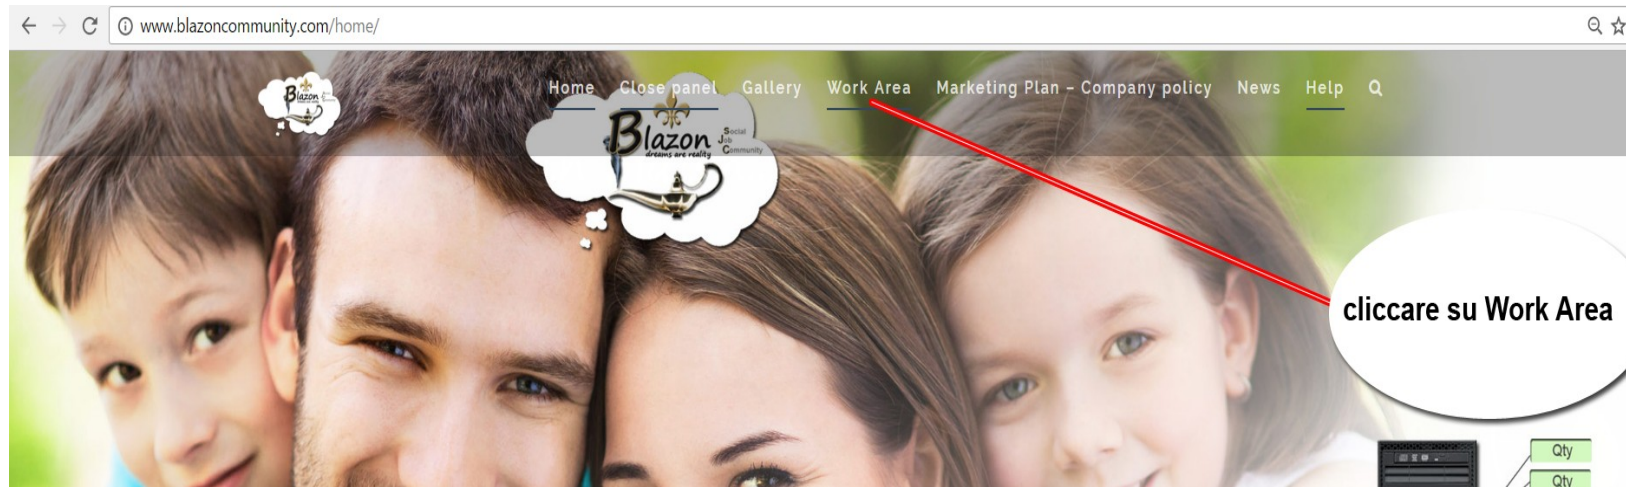 www.blazoncommunity.com/home/
Blazon
Home Close panel Gallery Work Area Marketing Plan – Company policy News Help
Blazon
Social
Job
Community
dreams are reality
cliccare su Work Area
Qty
Qty